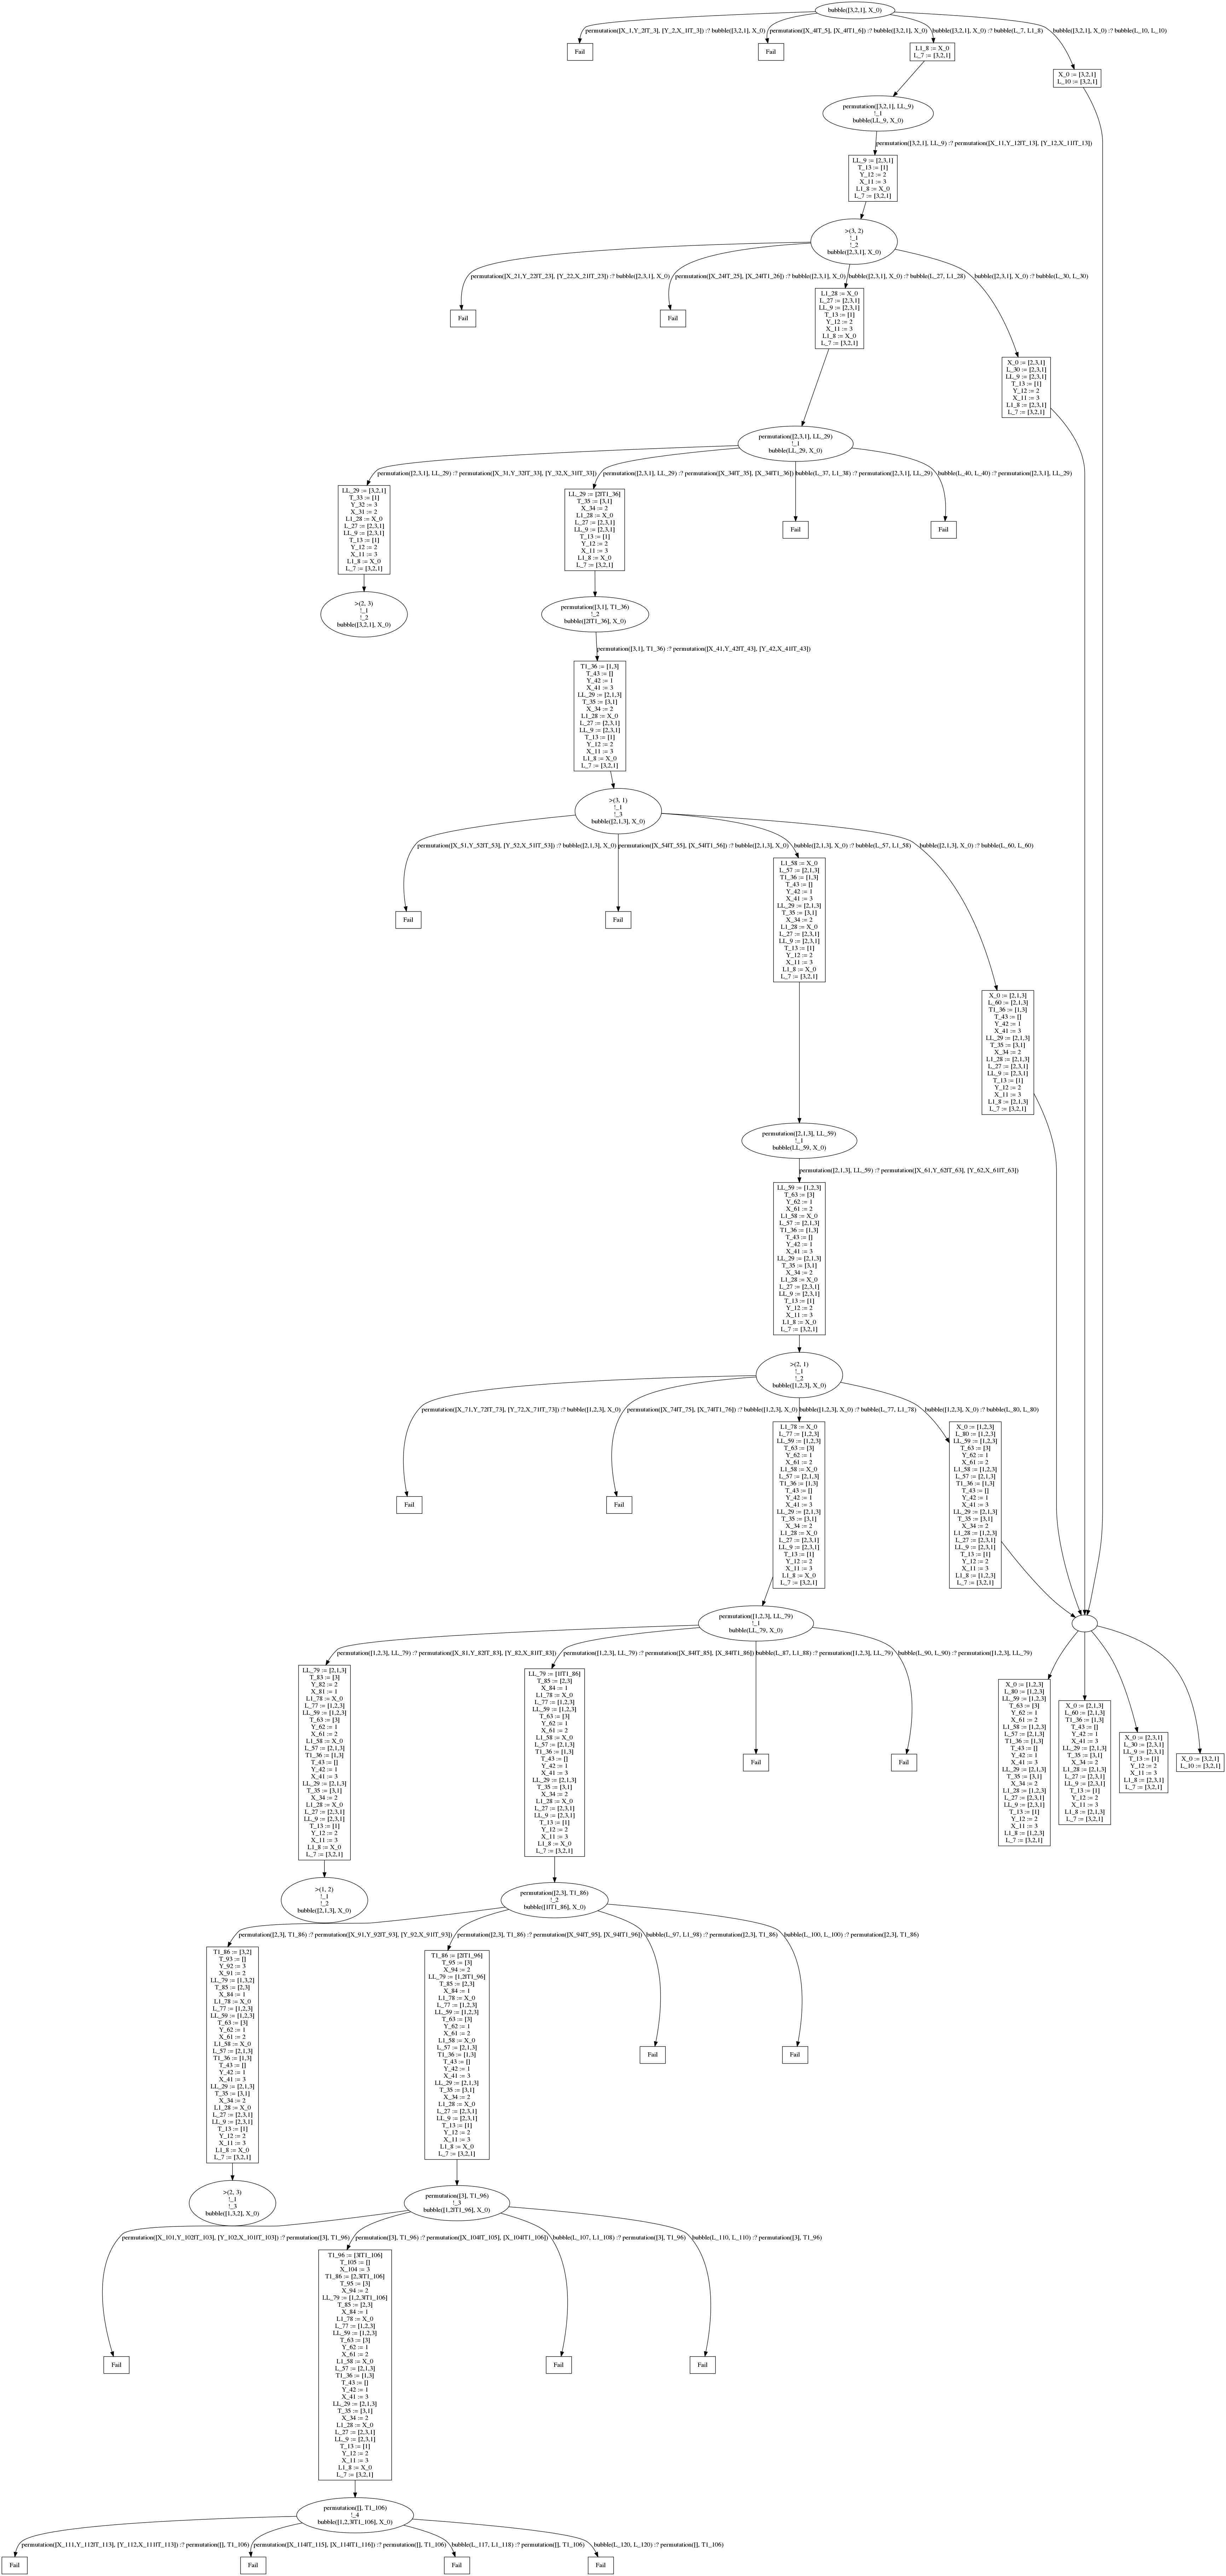 bubble([3,2,1], X_0)
permutation([X_1,Y_2|T_3], [Y_2,X_1|T_3]) :? bubble([3,2,1], X_0)
permutation([X_4|T_5], [X_4|T1_6]) :? bubble([3,2,1], X_0)
bubble([3,2,1], X_0) :? bubble(L_7, L1_8)
bubble([3,2,1], X_0) :? bubble(L_10, L_10)
Fail
Fail
L1_8 := X_0
L_7 := [3,2,1]
X_0 := [3,2,1]
L_10 := [3,2,1]
permutation([3,2,1], LL_9)
!_1
bubble(LL_9, X_0)
permutation([3,2,1], LL_9) :? permutation([X_11,Y_12|T_13], [Y_12,X_11|T_13])
LL_9 := [2,3,1]
T_13 := [1]
Y_12 := 2
X_11 := 3
L1_8 := X_0
L_7 := [3,2,1]
>(3, 2)
!_1
!_2
bubble([2,3,1], X_0)
permutation([X_21,Y_22|T_23], [Y_22,X_21|T_23]) :? bubble([2,3,1], X_0)
permutation([X_24|T_25], [X_24|T1_26]) :? bubble([2,3,1], X_0)
bubble([2,3,1], X_0) :? bubble(L_27, L1_28)
bubble([2,3,1], X_0) :? bubble(L_30, L_30)
Fail
Fail
L1_28 := X_0
L_27 := [2,3,1]
LL_9 := [2,3,1]
T_13 := [1]
Y_12 := 2
X_11 := 3
L1_8 := X_0
L_7 := [3,2,1]
X_0 := [2,3,1]
L_30 := [2,3,1]
LL_9 := [2,3,1]
T_13 := [1]
Y_12 := 2
X_11 := 3
L1_8 := [2,3,1]
L_7 := [3,2,1]
permutation([2,3,1], LL_29)
!_1
bubble(LL_29, X_0)
permutation([2,3,1], LL_29) :? permutation([X_31,Y_32|T_33], [Y_32,X_31|T_33])
permutation([2,3,1], LL_29) :? permutation([X_34|T_35], [X_34|T1_36])
bubble(L_37, L1_38) :? permutation([2,3,1], LL_29)
bubble(L_40, L_40) :? permutation([2,3,1], LL_29)
LL_29 := [3,2,1]
T_33 := [1]
Y_32 := 3
X_31 := 2
L1_28 := X_0
L_27 := [2,3,1]
LL_9 := [2,3,1]
T_13 := [1]
Y_12 := 2
X_11 := 3
L1_8 := X_0
L_7 := [3,2,1]
LL_29 := [2|T1_36]
T_35 := [3,1]
X_34 := 2
L1_28 := X_0
L_27 := [2,3,1]
LL_9 := [2,3,1]
T_13 := [1]
Y_12 := 2
X_11 := 3
L1_8 := X_0
L_7 := [3,2,1]
Fail
Fail
>(2, 3)
!_1
!_2
bubble([3,2,1], X_0)
permutation([3,1], T1_36)
!_2
bubble([2|T1_36], X_0)
permutation([3,1], T1_36) :? permutation([X_41,Y_42|T_43], [Y_42,X_41|T_43])
T1_36 := [1,3]
T_43 := []
Y_42 := 1
X_41 := 3
LL_29 := [2,1,3]
T_35 := [3,1]
X_34 := 2
L1_28 := X_0
L_27 := [2,3,1]
LL_9 := [2,3,1]
T_13 := [1]
Y_12 := 2
X_11 := 3
L1_8 := X_0
L_7 := [3,2,1]
>(3, 1)
!_1
!_3
bubble([2,1,3], X_0)
permutation([X_51,Y_52|T_53], [Y_52,X_51|T_53]) :? bubble([2,1,3], X_0)
permutation([X_54|T_55], [X_54|T1_56]) :? bubble([2,1,3], X_0)
bubble([2,1,3], X_0) :? bubble(L_57, L1_58)
bubble([2,1,3], X_0) :? bubble(L_60, L_60)
Fail
Fail
L1_58 := X_0
L_57 := [2,1,3]
T1_36 := [1,3]
T_43 := []
Y_42 := 1
X_41 := 3
LL_29 := [2,1,3]
T_35 := [3,1]
X_34 := 2
L1_28 := X_0
L_27 := [2,3,1]
LL_9 := [2,3,1]
T_13 := [1]
Y_12 := 2
X_11 := 3
L1_8 := X_0
L_7 := [3,2,1]
X_0 := [2,1,3]
L_60 := [2,1,3]
T1_36 := [1,3]
T_43 := []
Y_42 := 1
X_41 := 3
LL_29 := [2,1,3]
T_35 := [3,1]
X_34 := 2
L1_28 := [2,1,3]
L_27 := [2,3,1]
LL_9 := [2,3,1]
T_13 := [1]
Y_12 := 2
X_11 := 3
L1_8 := [2,1,3]
L_7 := [3,2,1]
permutation([2,1,3], LL_59)
!_1
bubble(LL_59, X_0)
permutation([2,1,3], LL_59) :? permutation([X_61,Y_62|T_63], [Y_62,X_61|T_63])
LL_59 := [1,2,3]
T_63 := [3]
Y_62 := 1
X_61 := 2
L1_58 := X_0
L_57 := [2,1,3]
T1_36 := [1,3]
T_43 := []
Y_42 := 1
X_41 := 3
LL_29 := [2,1,3]
T_35 := [3,1]
X_34 := 2
L1_28 := X_0
L_27 := [2,3,1]
LL_9 := [2,3,1]
T_13 := [1]
Y_12 := 2
X_11 := 3
L1_8 := X_0
L_7 := [3,2,1]
>(2, 1)
!_1
!_2
bubble([1,2,3], X_0)
permutation([X_71,Y_72|T_73], [Y_72,X_71|T_73]) :? bubble([1,2,3], X_0)
permutation([X_74|T_75], [X_74|T1_76]) :? bubble([1,2,3], X_0)
bubble([1,2,3], X_0) :? bubble(L_77, L1_78)
bubble([1,2,3], X_0) :? bubble(L_80, L_80)
Fail
Fail
L1_78 := X_0
L_77 := [1,2,3]
LL_59 := [1,2,3]
T_63 := [3]
Y_62 := 1
X_61 := 2
L1_58 := X_0
L_57 := [2,1,3]
T1_36 := [1,3]
T_43 := []
Y_42 := 1
X_41 := 3
LL_29 := [2,1,3]
T_35 := [3,1]
X_34 := 2
L1_28 := X_0
L_27 := [2,3,1]
LL_9 := [2,3,1]
T_13 := [1]
Y_12 := 2
X_11 := 3
L1_8 := X_0
L_7 := [3,2,1]
X_0 := [1,2,3]
L_80 := [1,2,3]
LL_59 := [1,2,3]
T_63 := [3]
Y_62 := 1
X_61 := 2
L1_58 := [1,2,3]
L_57 := [2,1,3]
T1_36 := [1,3]
T_43 := []
Y_42 := 1
X_41 := 3
LL_29 := [2,1,3]
T_35 := [3,1]
X_34 := 2
L1_28 := [1,2,3]
L_27 := [2,3,1]
LL_9 := [2,3,1]
T_13 := [1]
Y_12 := 2
X_11 := 3
L1_8 := [1,2,3]
L_7 := [3,2,1]
permutation([1,2,3], LL_79)
!_1
bubble(LL_79, X_0)
permutation([1,2,3], LL_79) :? permutation([X_81,Y_82|T_83], [Y_82,X_81|T_83])
permutation([1,2,3], LL_79) :? permutation([X_84|T_85], [X_84|T1_86])
bubble(L_87, L1_88) :? permutation([1,2,3], LL_79)
bubble(L_90, L_90) :? permutation([1,2,3], LL_79)
LL_79 := [2,1,3]
T_83 := [3]
Y_82 := 2
X_81 := 1
L1_78 := X_0
L_77 := [1,2,3]
LL_59 := [1,2,3]
T_63 := [3]
Y_62 := 1
X_61 := 2
L1_58 := X_0
L_57 := [2,1,3]
T1_36 := [1,3]
T_43 := []
Y_42 := 1
X_41 := 3
LL_29 := [2,1,3]
T_35 := [3,1]
X_34 := 2
L1_28 := X_0
L_27 := [2,3,1]
LL_9 := [2,3,1]
T_13 := [1]
Y_12 := 2
X_11 := 3
L1_8 := X_0
L_7 := [3,2,1]
LL_79 := [1|T1_86]
T_85 := [2,3]
X_84 := 1
L1_78 := X_0
L_77 := [1,2,3]
LL_59 := [1,2,3]
T_63 := [3]
Y_62 := 1
X_61 := 2
L1_58 := X_0
L_57 := [2,1,3]
T1_36 := [1,3]
T_43 := []
Y_42 := 1
X_41 := 3
LL_29 := [2,1,3]
T_35 := [3,1]
X_34 := 2
L1_28 := X_0
L_27 := [2,3,1]
LL_9 := [2,3,1]
T_13 := [1]
Y_12 := 2
X_11 := 3
L1_8 := X_0
L_7 := [3,2,1]
Fail
Fail
X_0 := [1,2,3]
L_80 := [1,2,3]
LL_59 := [1,2,3]
T_63 := [3]
Y_62 := 1
X_61 := 2
L1_58 := [1,2,3]
L_57 := [2,1,3]
T1_36 := [1,3]
T_43 := []
Y_42 := 1
X_41 := 3
LL_29 := [2,1,3]
T_35 := [3,1]
X_34 := 2
L1_28 := [1,2,3]
L_27 := [2,3,1]
LL_9 := [2,3,1]
T_13 := [1]
Y_12 := 2
X_11 := 3
L1_8 := [1,2,3]
L_7 := [3,2,1]
X_0 := [2,1,3]
L_60 := [2,1,3]
T1_36 := [1,3]
T_43 := []
Y_42 := 1
X_41 := 3
LL_29 := [2,1,3]
T_35 := [3,1]
X_34 := 2
L1_28 := [2,1,3]
L_27 := [2,3,1]
LL_9 := [2,3,1]
T_13 := [1]
Y_12 := 2
X_11 := 3
L1_8 := [2,1,3]
L_7 := [3,2,1]
X_0 := [2,3,1]
L_30 := [2,3,1]
LL_9 := [2,3,1]
T_13 := [1]
Y_12 := 2
X_11 := 3
L1_8 := [2,3,1]
L_7 := [3,2,1]
X_0 := [3,2,1]
L_10 := [3,2,1]
>(1, 2)
!_1
!_2
bubble([2,1,3], X_0)
permutation([2,3], T1_86)
!_2
bubble([1|T1_86], X_0)
permutation([2,3], T1_86) :? permutation([X_91,Y_92|T_93], [Y_92,X_91|T_93])
permutation([2,3], T1_86) :? permutation([X_94|T_95], [X_94|T1_96])
bubble(L_97, L1_98) :? permutation([2,3], T1_86)
bubble(L_100, L_100) :? permutation([2,3], T1_86)
T1_86 := [3,2]
T_93 := []
Y_92 := 3
X_91 := 2
LL_79 := [1,3,2]
T_85 := [2,3]
X_84 := 1
L1_78 := X_0
L_77 := [1,2,3]
LL_59 := [1,2,3]
T_63 := [3]
Y_62 := 1
X_61 := 2
L1_58 := X_0
L_57 := [2,1,3]
T1_36 := [1,3]
T_43 := []
Y_42 := 1
X_41 := 3
LL_29 := [2,1,3]
T_35 := [3,1]
X_34 := 2
L1_28 := X_0
L_27 := [2,3,1]
LL_9 := [2,3,1]
T_13 := [1]
Y_12 := 2
X_11 := 3
L1_8 := X_0
L_7 := [3,2,1]
T1_86 := [2|T1_96]
T_95 := [3]
X_94 := 2
LL_79 := [1,2|T1_96]
T_85 := [2,3]
X_84 := 1
L1_78 := X_0
L_77 := [1,2,3]
LL_59 := [1,2,3]
T_63 := [3]
Y_62 := 1
X_61 := 2
L1_58 := X_0
L_57 := [2,1,3]
T1_36 := [1,3]
T_43 := []
Y_42 := 1
X_41 := 3
LL_29 := [2,1,3]
T_35 := [3,1]
X_34 := 2
L1_28 := X_0
L_27 := [2,3,1]
LL_9 := [2,3,1]
T_13 := [1]
Y_12 := 2
X_11 := 3
L1_8 := X_0
L_7 := [3,2,1]
Fail
Fail
>(2, 3)
!_1
!_3
bubble([1,3,2], X_0)
permutation([3], T1_96)
!_3
bubble([1,2|T1_96], X_0)
permutation([X_101,Y_102|T_103], [Y_102,X_101|T_103]) :? permutation([3], T1_96)
permutation([3], T1_96) :? permutation([X_104|T_105], [X_104|T1_106])
bubble(L_107, L1_108) :? permutation([3], T1_96)
bubble(L_110, L_110) :? permutation([3], T1_96)
Fail
T1_96 := [3|T1_106]
T_105 := []
X_104 := 3
T1_86 := [2,3|T1_106]
T_95 := [3]
X_94 := 2
LL_79 := [1,2,3|T1_106]
T_85 := [2,3]
X_84 := 1
L1_78 := X_0
L_77 := [1,2,3]
LL_59 := [1,2,3]
T_63 := [3]
Y_62 := 1
X_61 := 2
L1_58 := X_0
L_57 := [2,1,3]
T1_36 := [1,3]
T_43 := []
Y_42 := 1
X_41 := 3
LL_29 := [2,1,3]
T_35 := [3,1]
X_34 := 2
L1_28 := X_0
L_27 := [2,3,1]
LL_9 := [2,3,1]
T_13 := [1]
Y_12 := 2
X_11 := 3
L1_8 := X_0
L_7 := [3,2,1]
Fail
Fail
permutation([], T1_106)
!_4
bubble([1,2,3|T1_106], X_0)
permutation([X_111,Y_112|T_113], [Y_112,X_111|T_113]) :? permutation([], T1_106)
permutation([X_114|T_115], [X_114|T1_116]) :? permutation([], T1_106)
bubble(L_117, L1_118) :? permutation([], T1_106)
bubble(L_120, L_120) :? permutation([], T1_106)
Fail
Fail
Fail
Fail